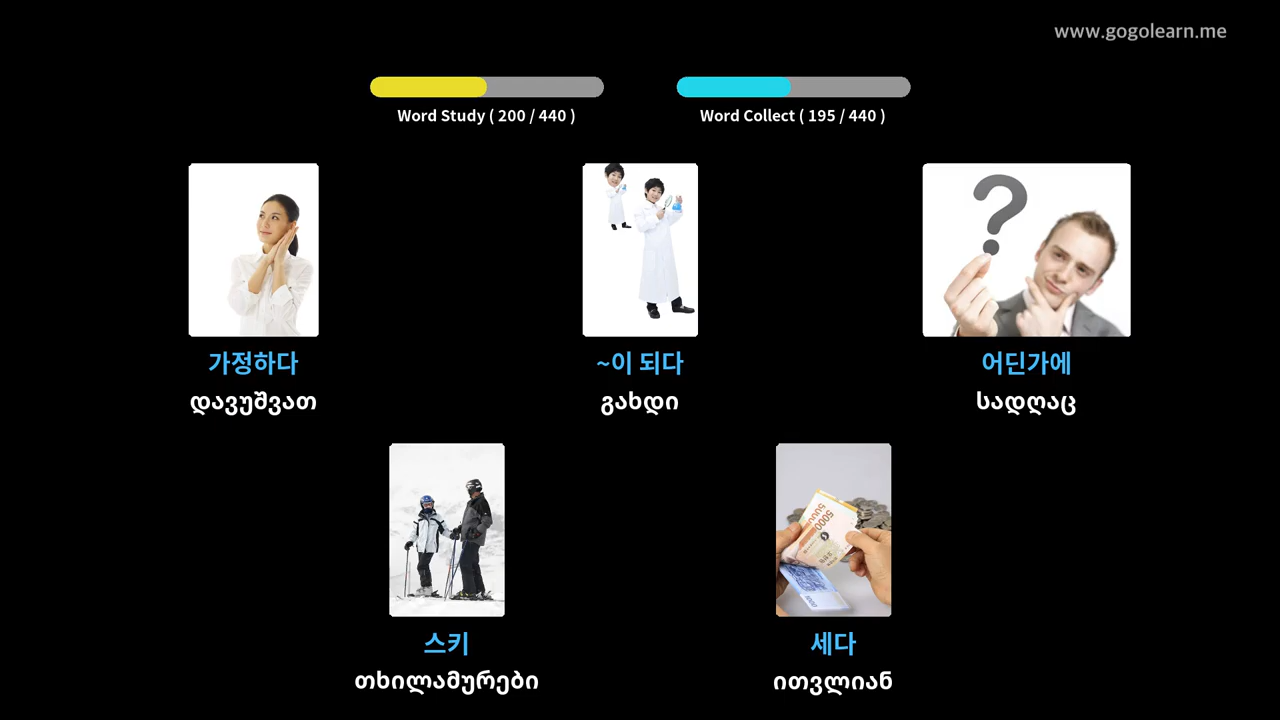 www.gogolearn.me
Word Study ( 200 / 440 )
Word Collect ( 195 / 440 )
가정하다
~이 되다
어딘가에
დავუშვათ
გახდი
სადღაც
5000
스키
세다
თხილამურები
ითვლიან